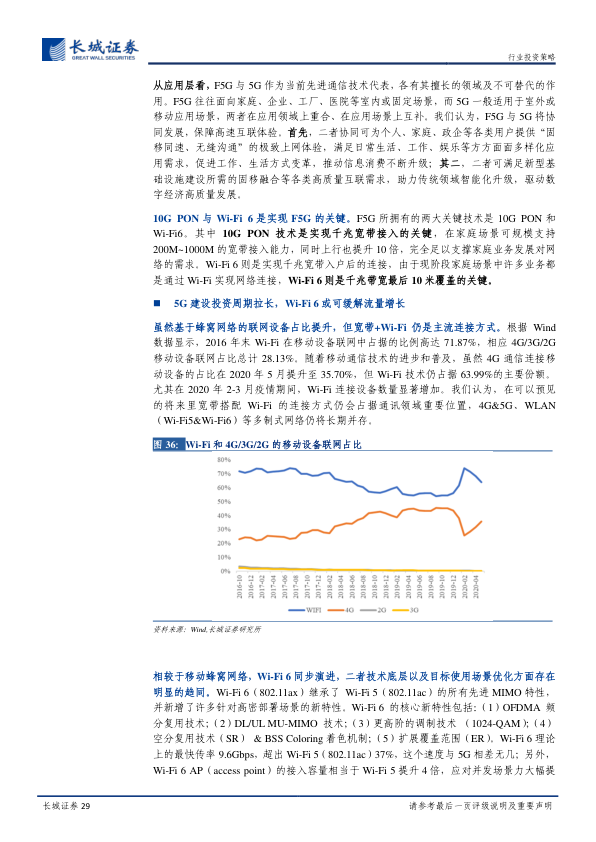 长城证券
GREAT WALL SECURITIES
行业投资策略
从应用层看，F5G 与 5G 作为当前先进通信技术代表，各有其擅长的领域及不可替代的作
用。F5G 往往面向家庭、企业、工厂、医院等室内或固定场景，而 5G 一般适用于室外或
移动应用场景，两者在应用领域上重合、在应用场景上互补。我们认为，F5G 与 5G 将协
同发展，保障高速互联体验。首先，二者协同可为个人、家庭、政企等各类用户提供“固
移同速、无缝沟通”的极致上网体验，满足日常生活、工作、娱乐等方方面面多样化应
用需求，促进工作、生活方式变革，推动信息消费不断升级；其二，二者可满足新型基
础设施建设所需的固移融合等各类高质量互联需求，助力传统领域智能化升级，驱动数
字经济高质量发展。
10G PON 与 Wi-Fi 6 是实现 F5G 的关键。F5G 所拥有的两大关键技术是 10G PON 和
Wi-Fi6。其中 10G PON 技术是实现千兆宽带接入的关键，在家庭场景可规模支持
200M~1000M 的宽带接入能力，同时上行也提升 10 倍，完全足以支撑家庭业务发展对网
络的需求。Wi-Fi 6 则是实现千兆宽带入户后的连接，由于现阶段家庭场景中许多业务都
是通过 Wi-Fi 实现网络连接，Wi-Fi 6 则是千兆带宽最后 10 米覆盖的关键。
■ 5G 建设投资周期拉长，Wi-Fi 6 或可缓解流量增长
虽然基于蜂窝网络的联网设备占比提升，但宽带+Wi-Fi 仍是主流连接方式。根据 Wind
数据显示，2016 年末 Wi-Fi 在移动设备联网中占据的比例高达 71.87%，相应 4G/3G/2G
移动设备联网占比总计 28.13%。随着移动通信技术的进步和普及，虽然 4G 通信连接移
动设备的占比在 2020 年 5 月提升至 35.70%，但 Wi-Fi 技术仍占据 63.99%的主要份额。
尤其在 2020 年 2-3 月疫情期间，Wi-Fi 连接设备数量显著增加。我们认为，在可以预见
的将来里宽带搭配 Wi-Fi 的连接方式仍会占据通讯领域重要位置，4G&5G，WLAN
（Wi-Fi5&Wi-Fi6）等多制式网络仍将长期并存。
图 36：Wi-Fi 和 4G/3G/2G 的移动设备联网占比
80%
70%
60%
50%
40%
30%
20%
10%
0%
2016-10 2016-12 2017-02 2017-04 2017-06 2017-08 2017-10 2017-12 2018-02 2018-04 2018-06 2018-08 2018-10 2018-12 2019-02 2019-04 2019-06 2019-08 2019-10 2019-12 2020-02 2020-04
WIFI 4G 2G 3G
资料来源：Wind,长城证券研究所
相较于移动蜂窝网络，Wi-Fi 6 同步演进，二者技术底层以及目标使用场景优化方面存在
明显的趋同。Wi-Fi 6（802.11ax）继承了 Wi-Fi 5（802.11ac）的所有先进 MIMO 特性，
并新增了许多针对高密部署场景的新特性。Wi-Fi 6 的核心新特性包括：（1）OFDMA 频
分复用技术；（2）DL/UL MU-MIMO 技术；（3）更高阶的调制技术 （1024-QAM）；（4）
空分复用技术（SR） & BSS Coloring 着色机制；（5）扩展覆盖范围（ER）。Wi-Fi 6 理论
上的最快传率 9.6Gbps，超出 Wi-Fi 5（802.11ac）37%，这个速度与 5G 相差无几；另外，
Wi-Fi 6 AP（access point）的接入容量相当于 Wi-Fi 5 提升 4 倍，应对并发场景力大幅提
长城证券 29
请参考最后一页评级说明及重要声明